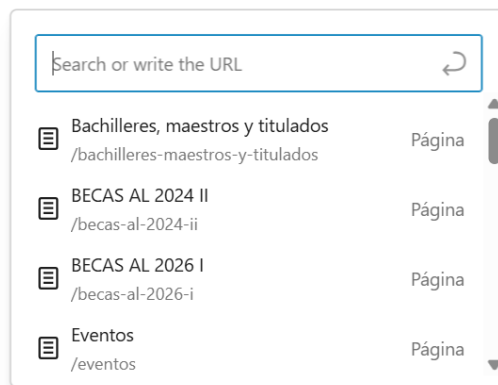 Search or write the URL
Bachilleres, maestros y titulados
/bachilleres-maestros-y-titulados
Página
BECAS AL 2024 II
/becas-al-2024-ii
Página
BECAS AL 2026 I
/becas-al-2026-i
Página
Eventos
/eventos
Página